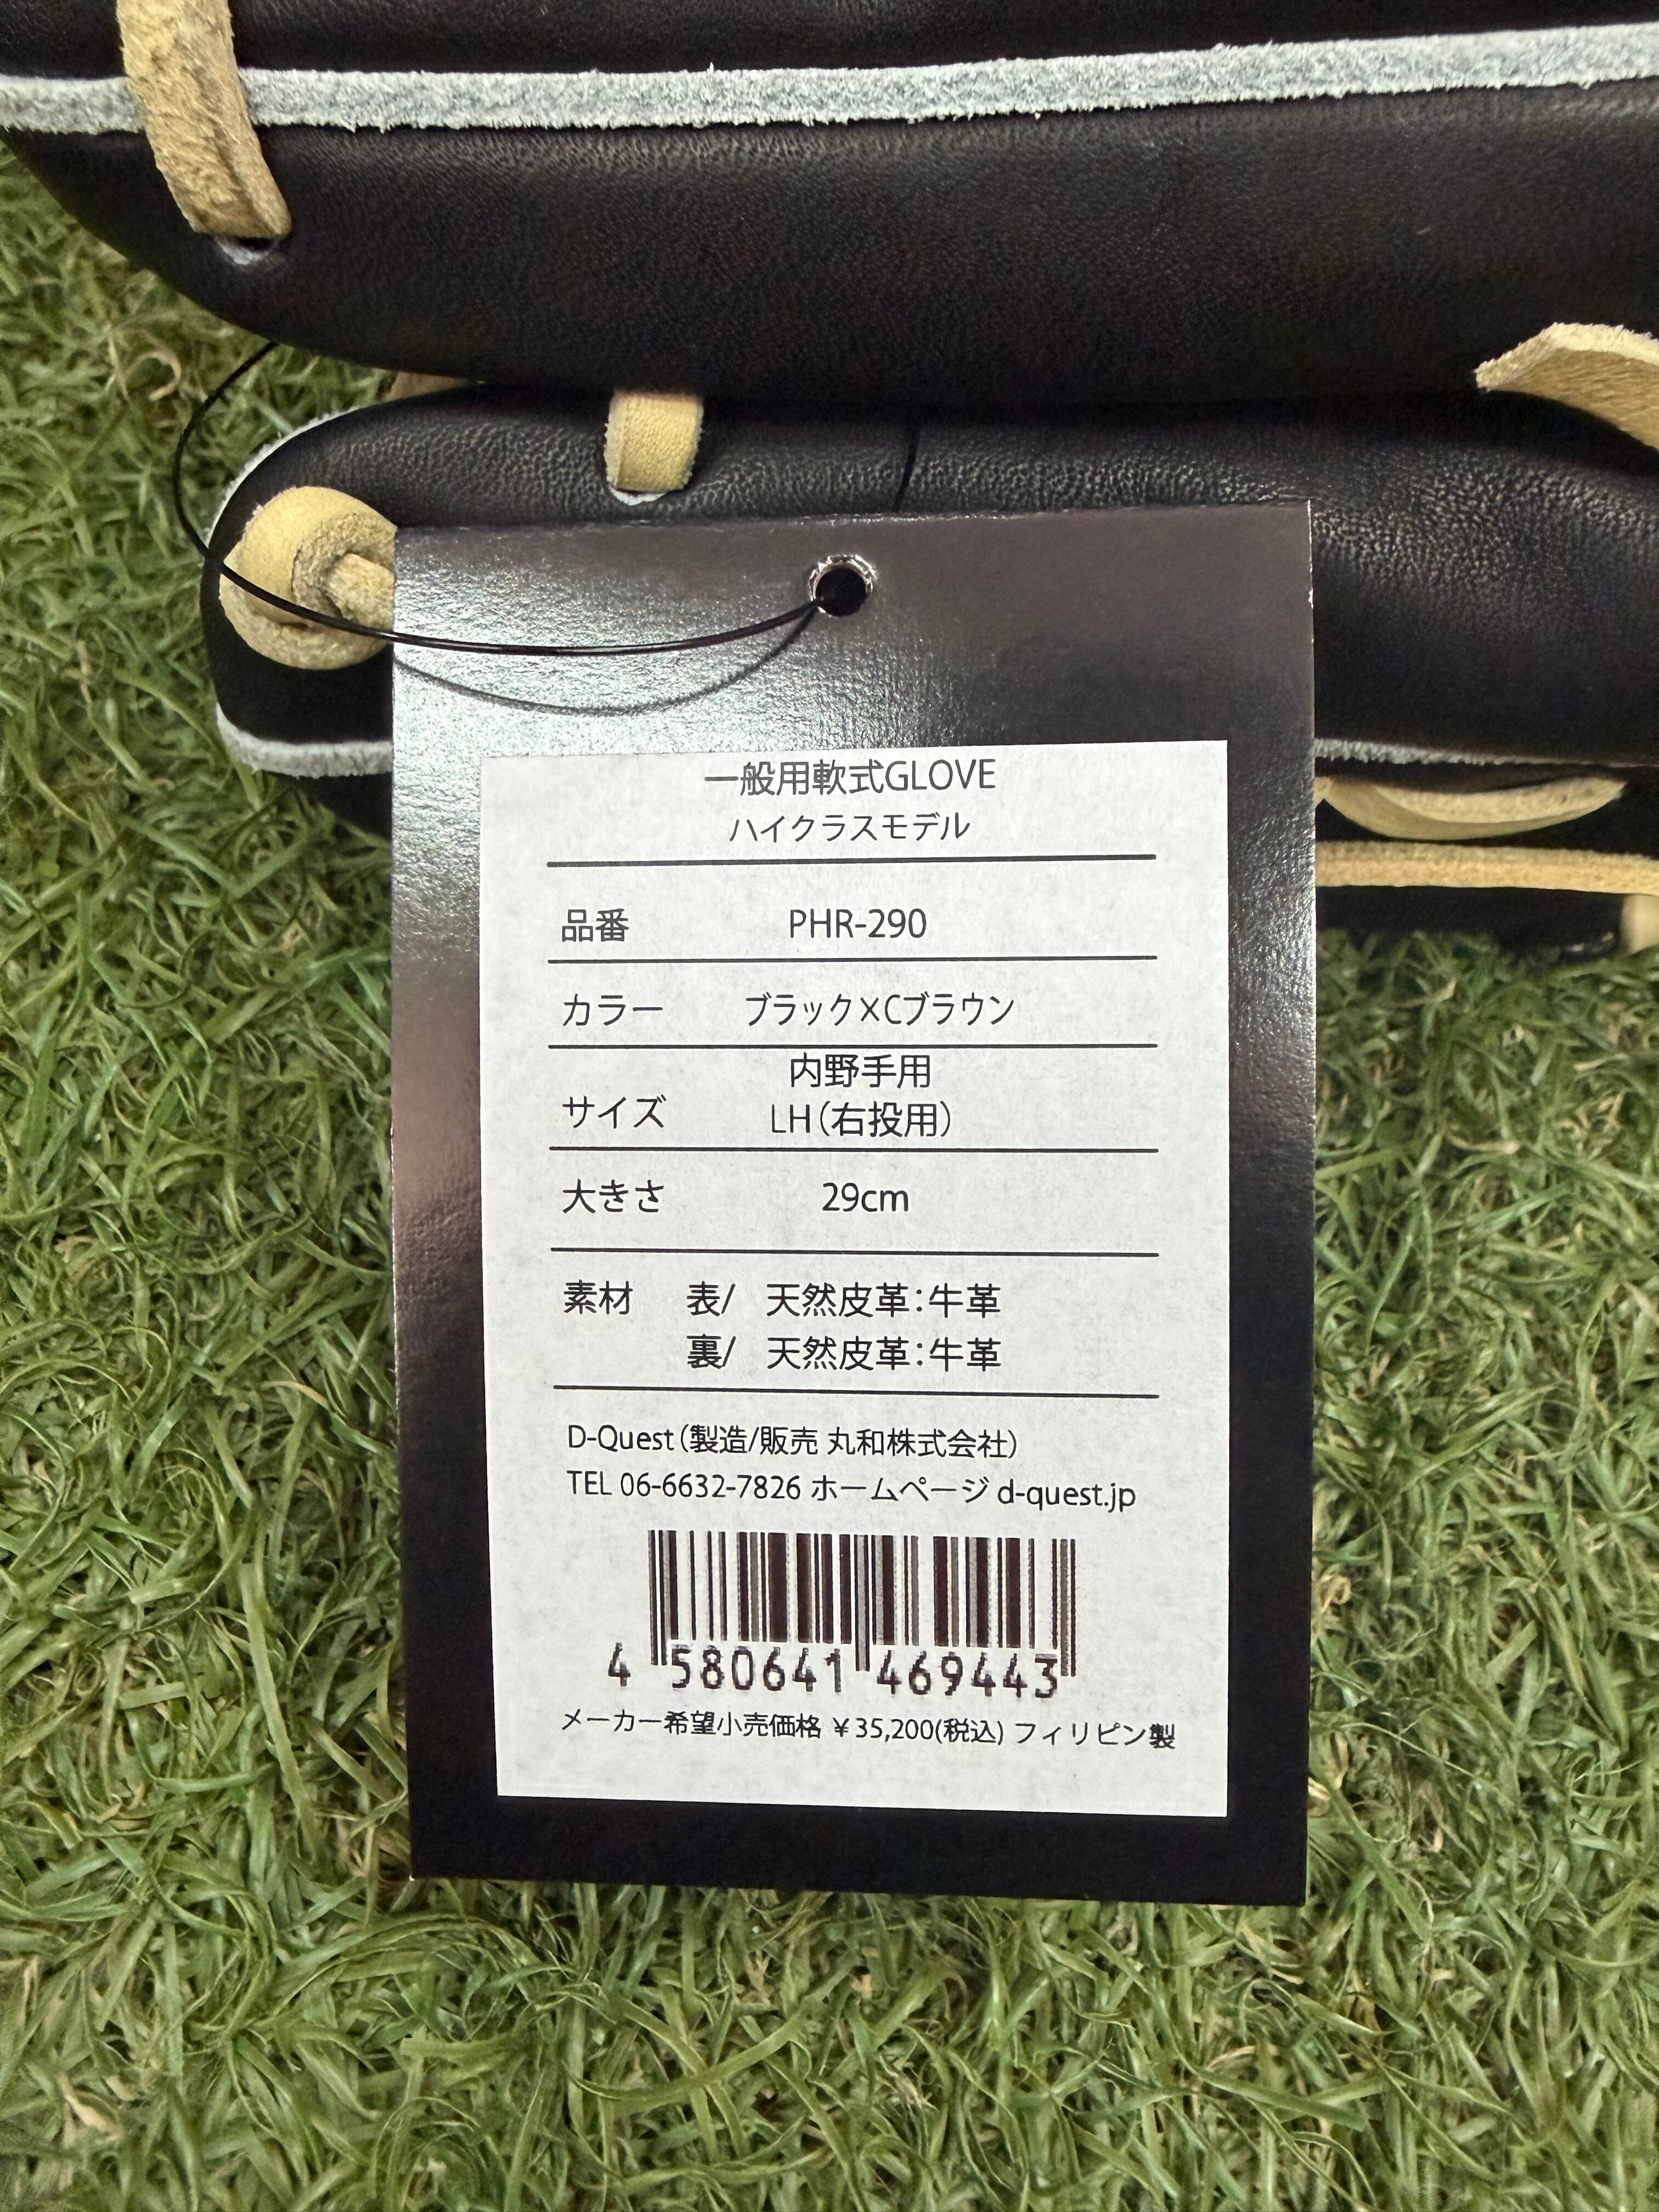 一般用軟式GLOVE
ハイクラスモデル
品番 PHR-290
カラー ブラック×Cブラウン
サイズ 内野手用
LH(右投用)
大きさ 29cm
素材 表/ 天然皮革:牛革
裏/ 天然皮革:牛革
D-Quest(製造/販売 丸和株式会社)
TEL 06-6632-7826 ホームページ d-quest.jp
4 580641 469443
メーカー希望小売価格 ¥35,200(税込) フィリピン製